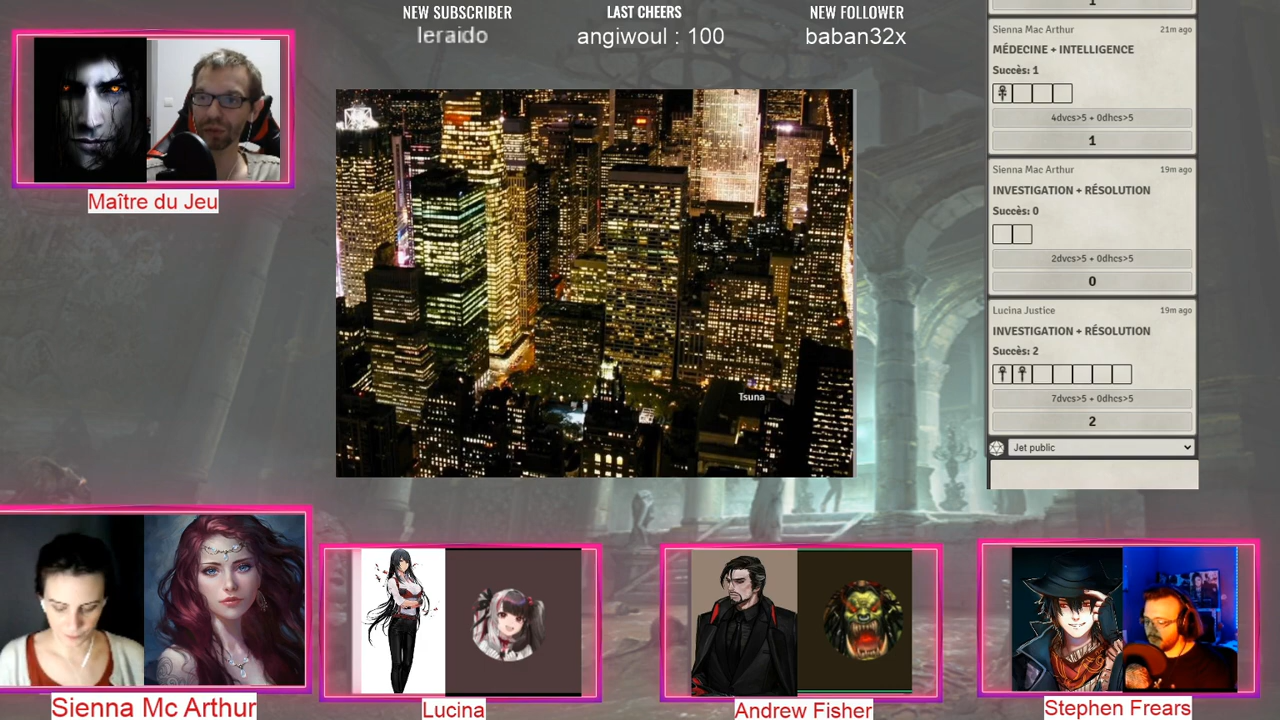 NEW SUBSCRIBER
leraido
LAST CHEERS
angiwoul : 100
NEW FOLLOWER
baban32x
Maître du Jeu
Tsuna
1
Sienna Mac Arthur
21m ago
MÉDECINE + INTELLIGENCE
Succès: 1
4dvcs>5 + 0dhcs>5
1
Sienna Mac Arthur
19m ago
INVESTIGATION + RÉSOLUTION
Succès: 0
2dvcs>5 + 0dhcs>5
0
Lucina Justice
19m ago
INVESTIGATION + RÉSOLUTION
Succès: 2
7dvcs>5 + 0dhcs>5
2
Jet public
Sienna Mc Arthur
Lucina
Andrew Fisher
Stephen Frears